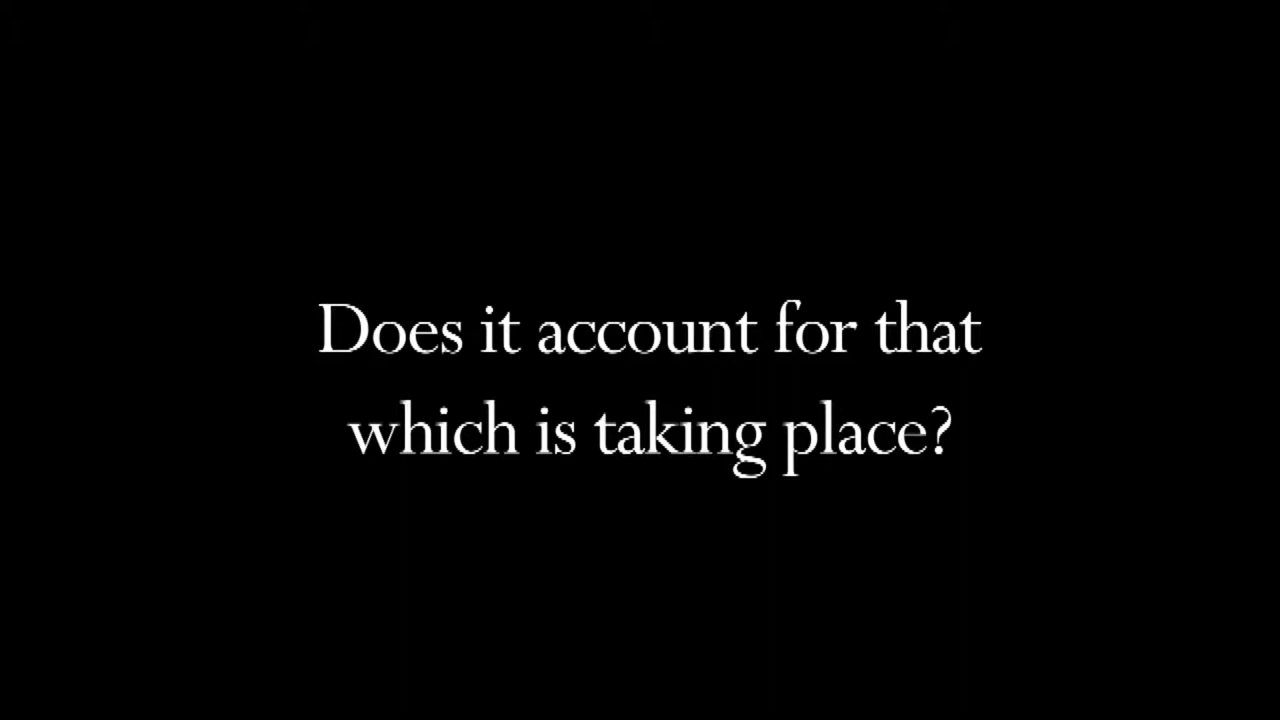 Does it account for that
which is taking place?